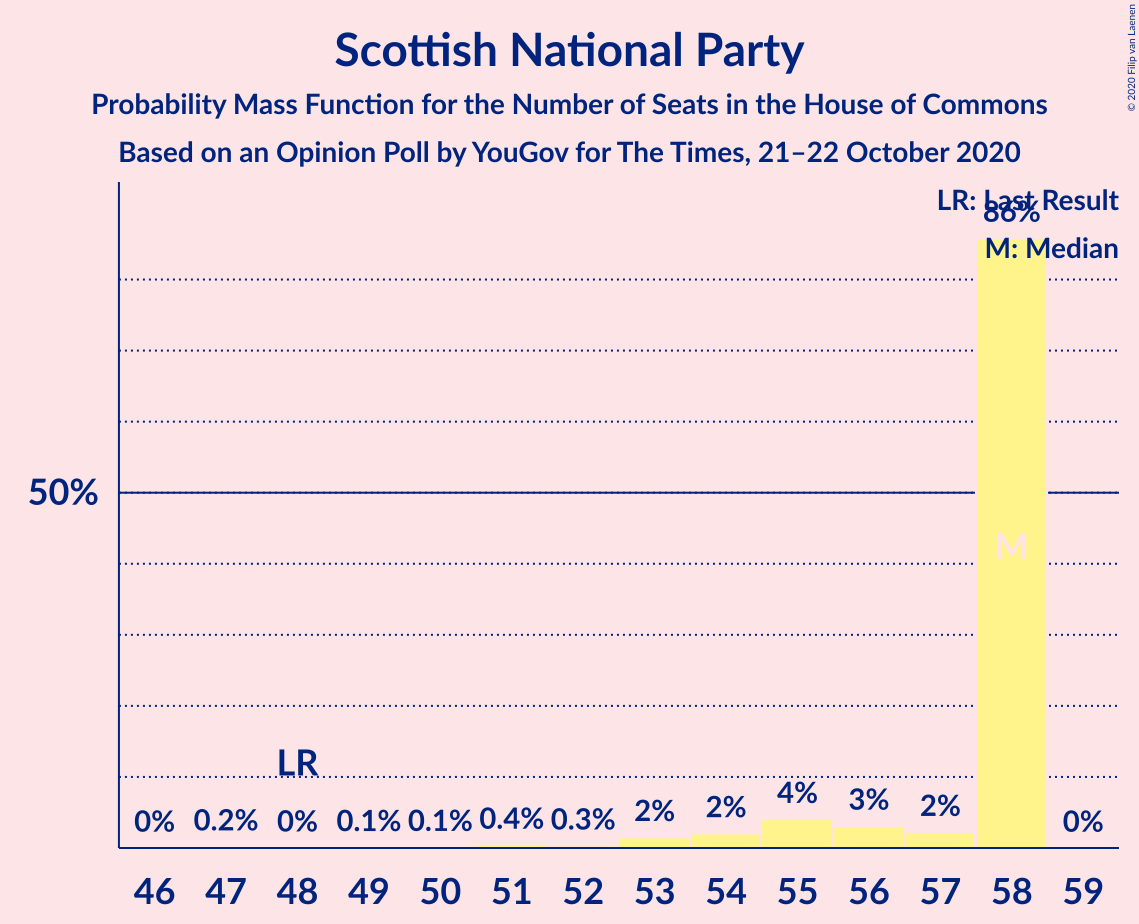 Scottish National Party
Probability Mass Function for the Number of Seats in the House of Commons
Based on an Opinion Poll by YouGov for The Times, 21–22 October 2020
© 2020 Filip van Laenen
LR: Last Result
M: Median
86%
50%
M
LR
0% 0.2% 0% 0.1% 0.1% 0.4% 0.3% 2% 2% 4% 3% 2% 0%
46 47 48 49 50 51 52 53 54 55 56 57 58 59